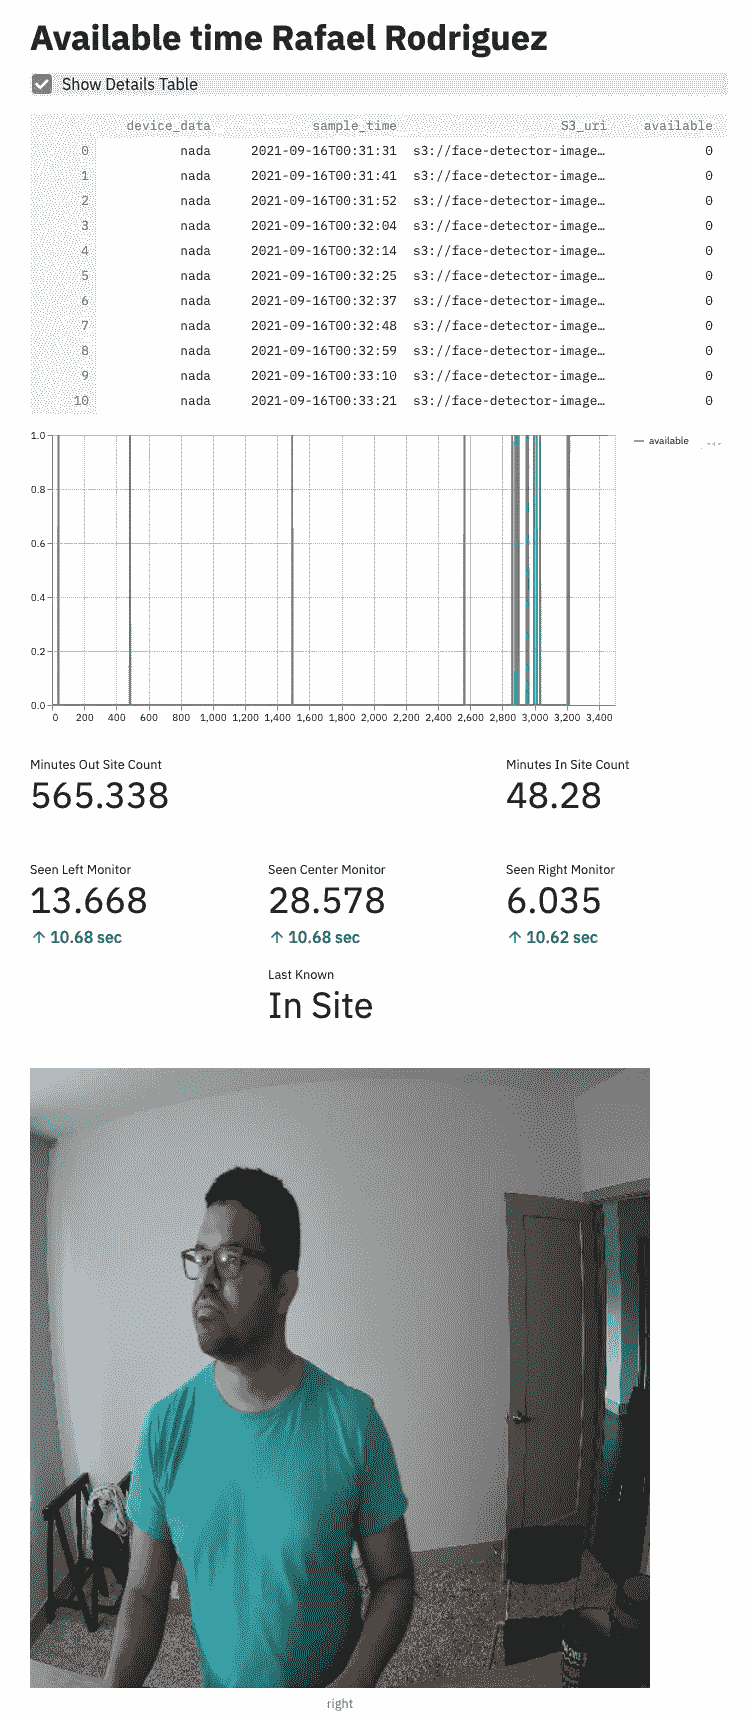 Available time Rafael Rodriguez
Show Details Table
device_data sample_time S3_uri available
0 nada 2021-09-16T00:31:31 s3://face-detector-image… 0
1 nada 2021-09-16T00:31:41 s3://face-detector-image… 0
2 nada 2021-09-16T00:31:52 s3://face-detector-image… 0
3 nada 2021-09-16T00:32:04 s3://face-detector-image… 0
4 nada 2021-09-16T00:32:14 s3://face-detector-image… 0
5 nada 2021-09-16T00:32:25 s3://face-detector-image… 0
6 nada 2021-09-16T00:32:37 s3://face-detector-image… 0
7 nada 2021-09-16T00:32:48 s3://face-detector-image… 0
8 nada 2021-09-16T00:32:59 s3://face-detector-image… 0
9 nada 2021-09-16T00:33:10 s3://face-detector-image… 0
10 nada 2021-09-16T00:33:21 s3://face-detector-image… 0
1.0
available
0.8
0.6
0.4
0.2
0.0
0 200 400 600 800 1,000 1,200 1,400 1,600 1,800 2,000 2,200 2,400 2,600 2,800 3,000 3,200 3,400
Minutes Out Site Count Minutes In Site Count
565.338 48.28
Seen Left Monitor Seen Center Monitor Seen Right Monitor
13.668 28.578 6.035
↑ 10.68 sec ↑ 10.68 sec ↑ 10.62 sec
Last Known
In Site
right